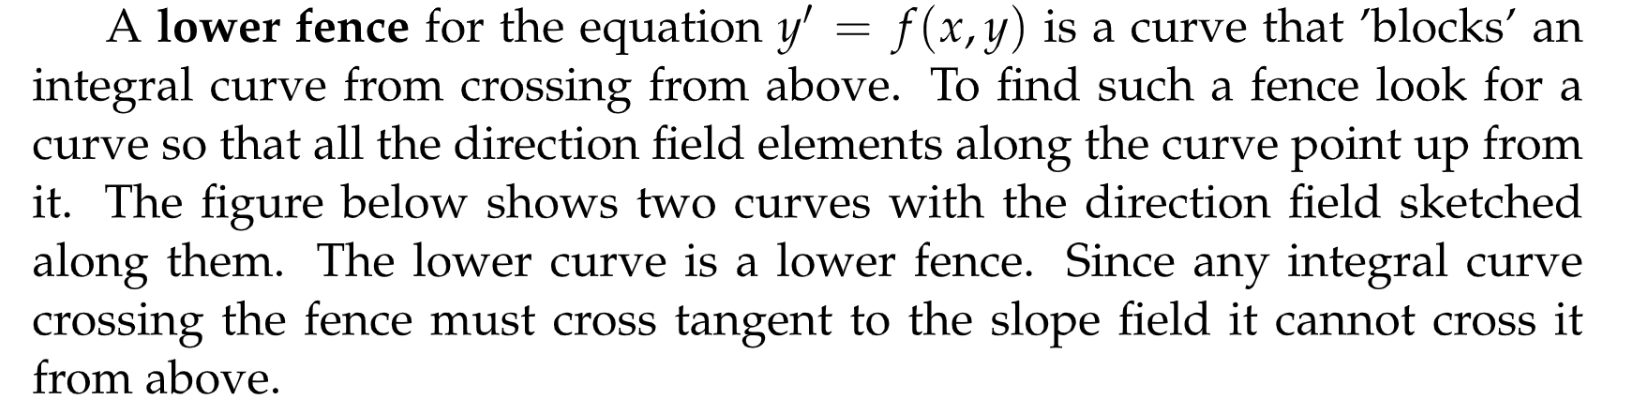 A lower fence for the equation y′ = f(x, y) is a curve that ’blocks’ an
integral curve from crossing from above. To find such a fence look for a
curve so that all the direction field elements along the curve point up from
it. The figure below shows two curves with the direction field sketched
along them. The lower curve is a lower fence. Since any integral curve
crossing the fence must cross tangent to the slope field it cannot cross it
from above.